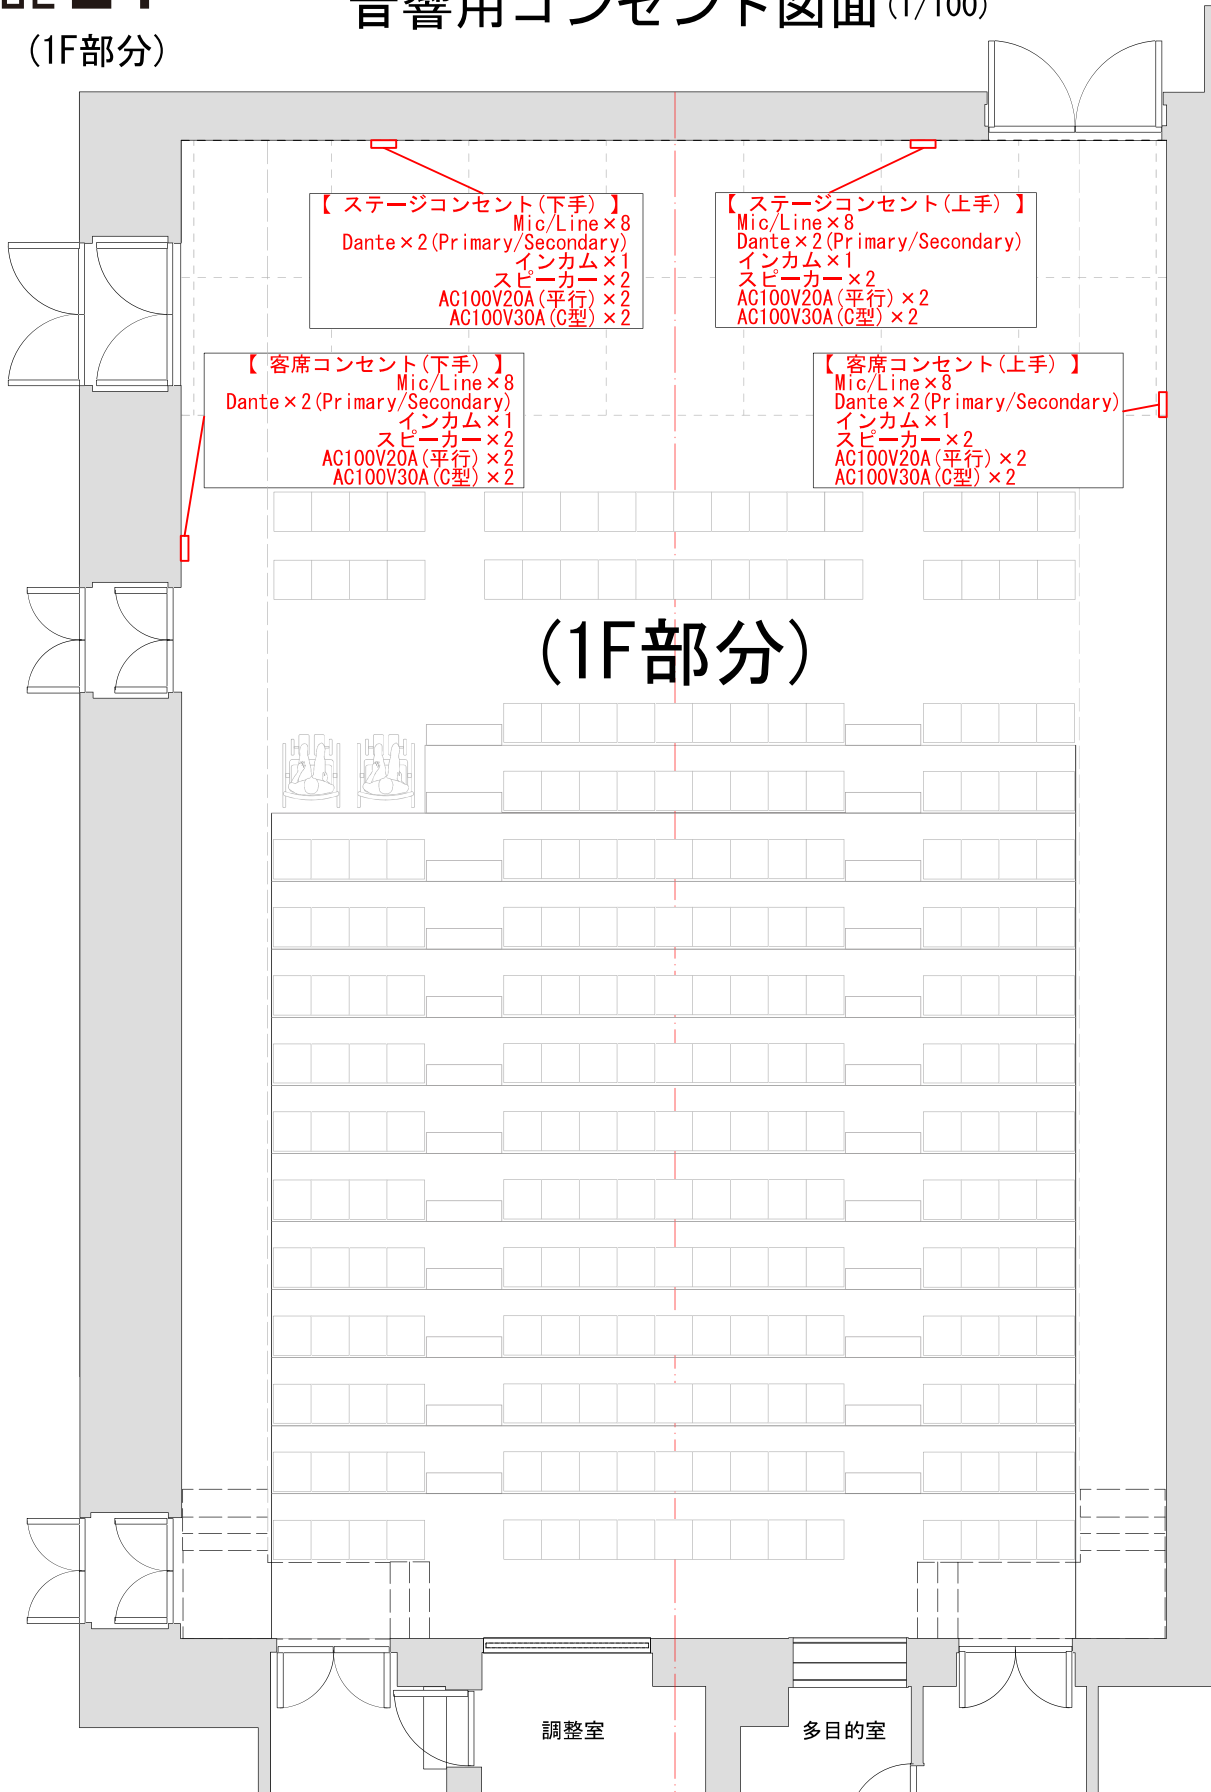 音響用コンセント図面(1/100)
(1F部分)
【 ステージコンセント(下手) 】
Mic/Line×8
Dante×2(Primary/Secondary)
インカム×1
スピーカー×2
AC100V20A(平行)×2
AC100V30A(C型)×2
【 ステージコンセント(上手) 】
Mic/Line×8
Dante×2(Primary/Secondary)
インカム×1
スピーカー×2
AC100V20A(平行)×2
AC100V30A(C型)×2
【 客席コンセント(下手) 】
Mic/Line×8
Dante×2(Primary/Secondary)
インカム×1
スピーカー×2
AC100V20A(平行)×2
AC100V30A(C型)×2
【 客席コンセント(上手) 】
Mic/Line×8
Dante×2(Primary/Secondary)
インカム×1
スピーカー×2
AC100V20A(平行)×2
AC100V30A(C型)×2
(1F部分)
調整室
多目的室